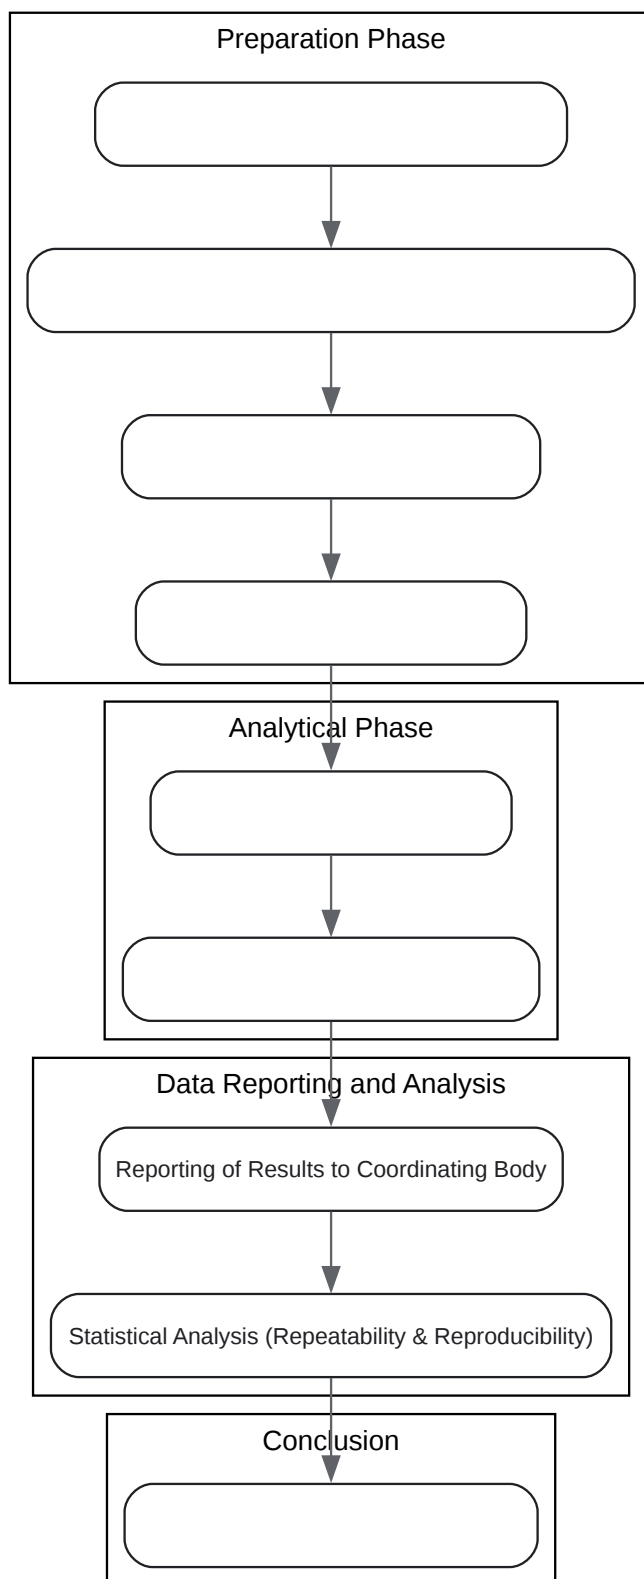 Preparation Phase
Analytical Phase
Data Reporting and Analysis
Reporting of Results to Coordinating Body
Statistical Analysis (Repeatability & Reproducibility)
Conclusion